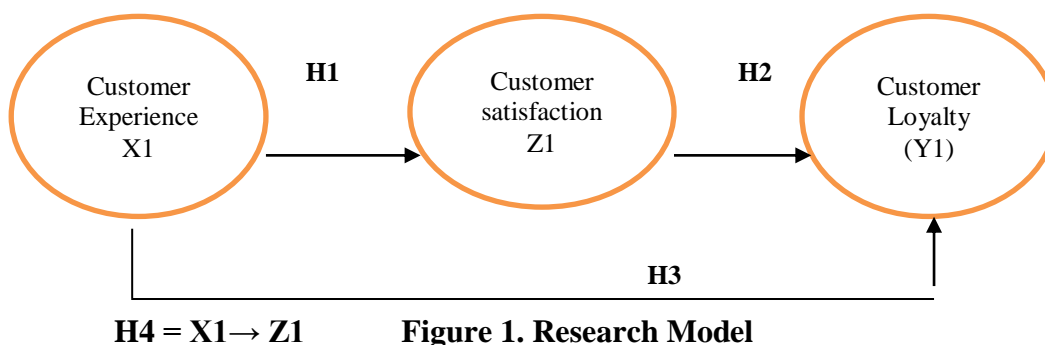 Customer
Experience
X1
H1
Customer
satisfaction
Z1
H2
Customer
Loyalty
(Y1)
H3
H4 = X1→ Z1
Figure 1. Research Model